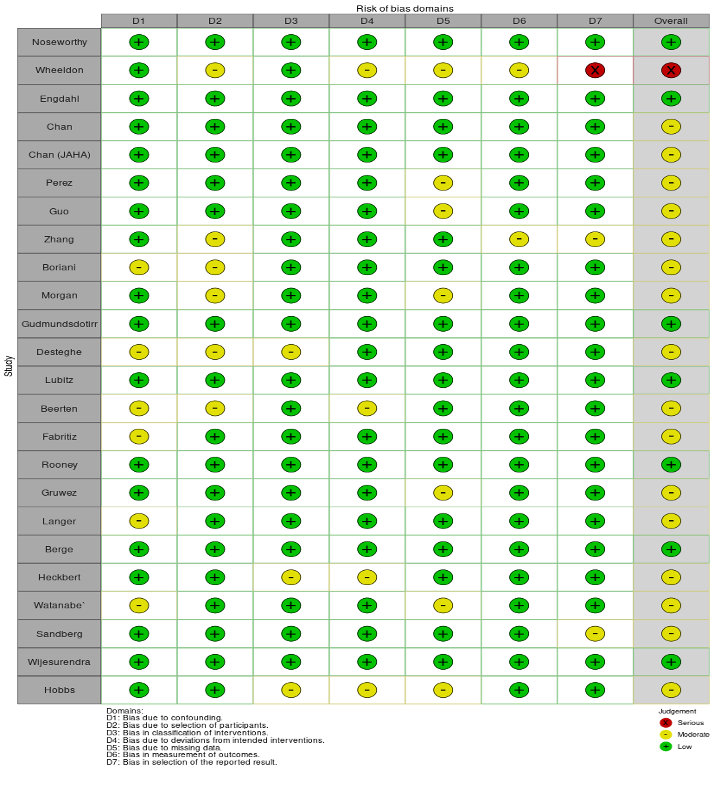 Risk of bias domains
D1 D2 D3 D4 D5 D6 D7 Overall
Study
Noseworthy + + + + + + + +
Wheeldon + - + - - - X X
Engdahl + + + + + + + +
Chan + + + + + + + -
Chan (JAHA) + + + + + + + -
Perez + + + + - + + -
Guo + + + + - + + -
Zhang + - + + + - - -
Boriani - - + + + + + -
Morgan + - + + - + + -
Gudmundsdotirr + + + + + + + +
Desteghe - - - + + + + -
Lubitz + + + + + + + +
Beerten - - + - + + + -
Fabritiz - + + + + + + -
Rooney + + + + + + + +
Gruwez + + + + - + + -
Langer - + + + + + + -
Berge + + + + + + + +
Heckbert + + - - + + + -
Watanabe` - + + + - + + -
Sandberg + + + + + + - -
Wijesurendra + + + + + + + +
Hobbs + + - - - + + -
Domains:
D1: Bias due to confounding.
D2: Bias due to selection of participants.
D3: Bias in classification of interventions.
D4: Bias due to deviations from intended interventions.
D5: Bias due to missing data.
D6: Bias in measurement of outcomes.
D7: Bias in selection of the reported result.
Judgement
X Serious
- Moderate
+ Low